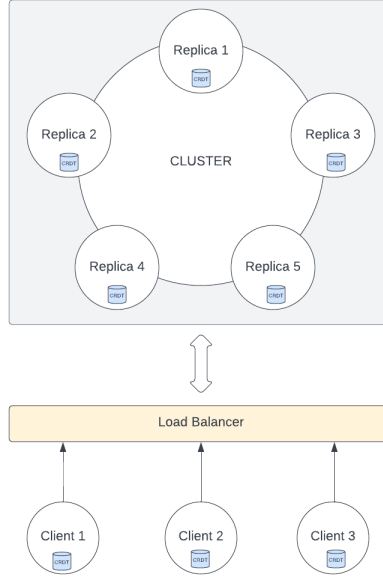 Replica 1
CRDT
Replica 2
CRDT
Replica 3
CRDT
CLUSTER
Replica 4
CRDT
Replica 5
CRDT
Load Balancer
Client 1
CRDT
Client 2
CRDT
Client 3
CRDT